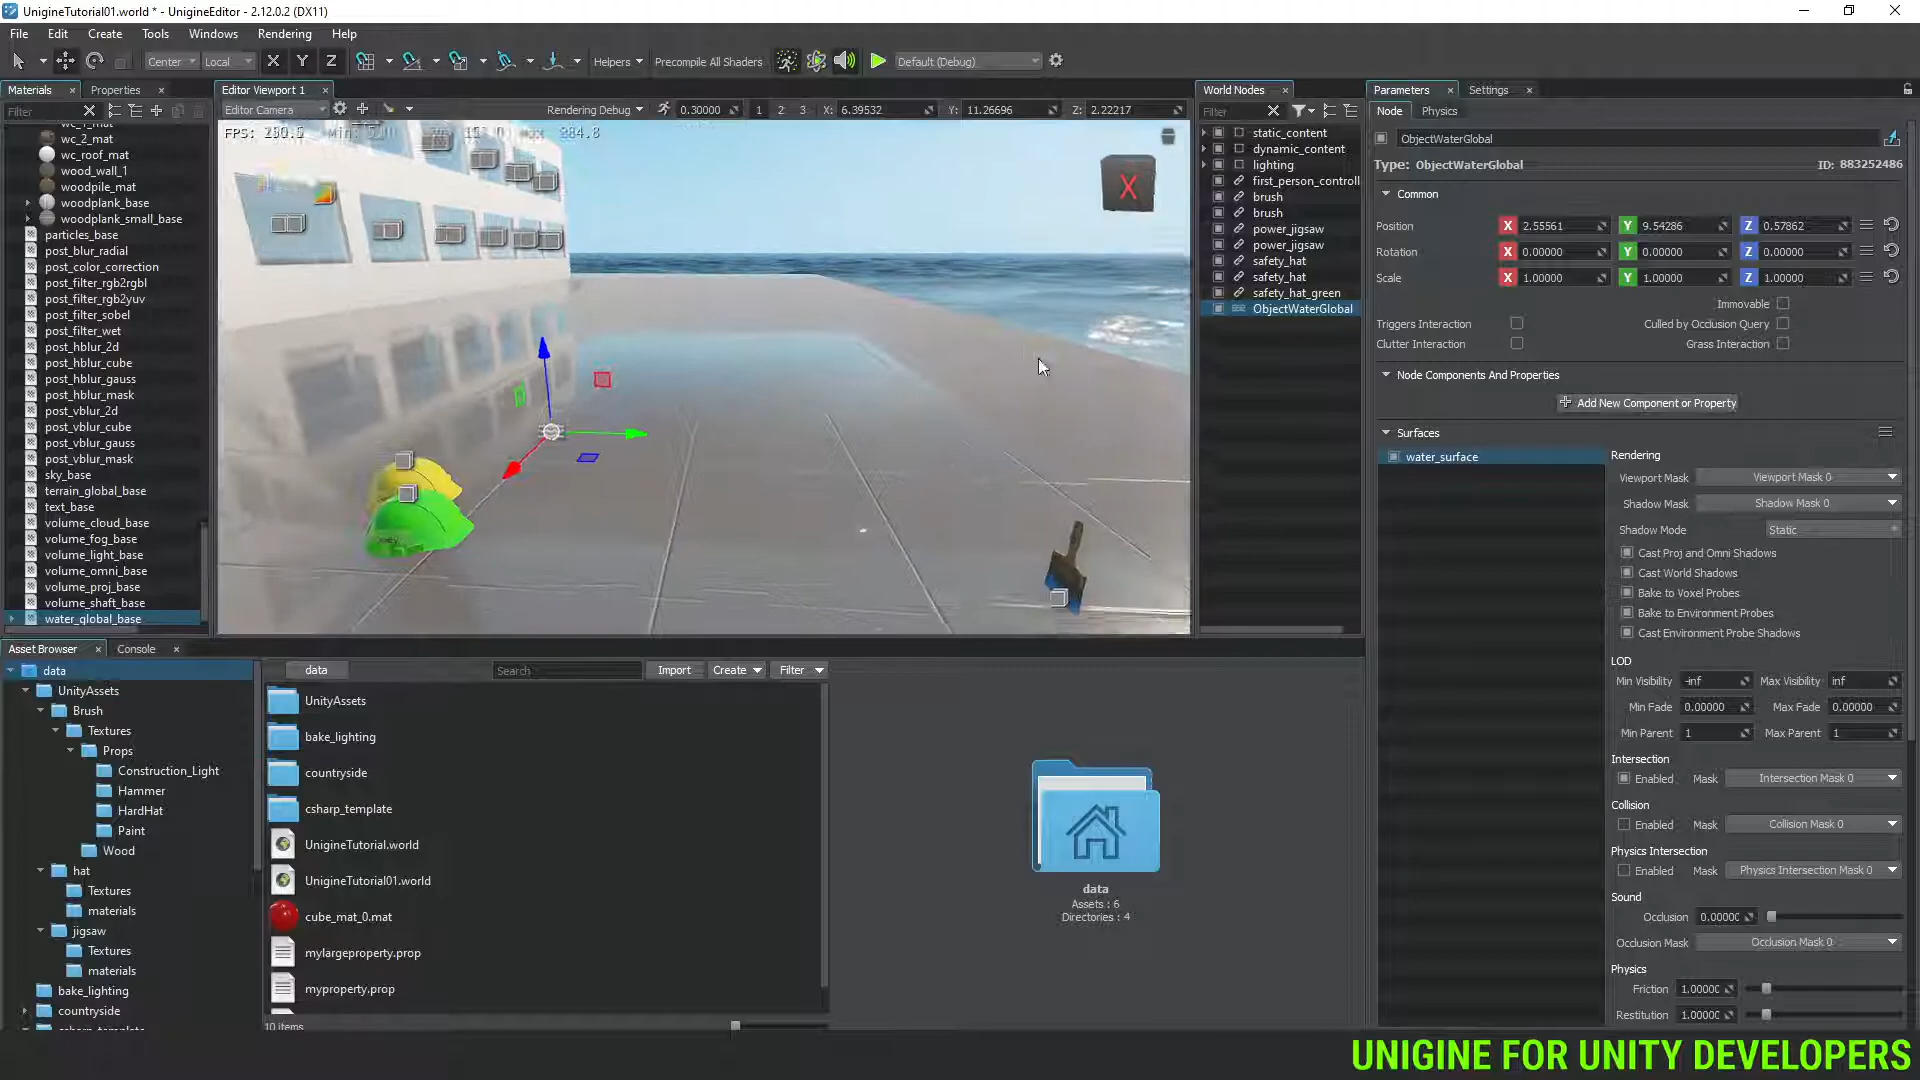 UnigineTutorial01.world * - UnigineEditor - 2.12.0.2 (DX11)
File Edit Create Tools Windows Rendering Help
Center Local X Y Z Helpers Precompile All Shaders Default (Debug)
Materials Properties
Filter
wc_2_mat
wc_roof_mat
wood_wall_1
woodpile_mat
woodplank_base
woodplank_small_base
particles_base
post_blur_radial
post_color_correction
post_filter_rgb2rgbl
post_filter_rgb2yuv
post_filter_sobel
post_filter_wet
post_hblur_2d
post_hblur_cube
post_hblur_gauss
post_hblur_mask
post_vblur_2d
post_vblur_cube
post_vblur_gauss
post_vblur_mask
sky_base
terrain_global_base
text_base
volume_cloud_base
volume_fog_base
volume_light_base
volume_omni_base
volume_proj_base
volume_shaft_base
water_global_base
Editor Viewport 1
Editor Camera Rendering Debug 0.30000 1 2 3 X: 6.39532 Y: 11.26696 Z: 2.22217
X
World Nodes
Filter
static_content
dynamic_content
lighting
first_person_controll
brush
brush
power_jigsaw
power_jigsaw
safety_hat
safety_hat
safety_hat_green
ObjectWaterGlobal
Parameters Settings
Node Physics
ObjectWaterGlobal
Type: ObjectWaterGlobal ID: 883252486
Common
Position X 2.55561 Y 9.54286 Z 0.57862
Rotation X 0.00000 Y 0.00000 Z 0.00000
Scale X 1.00000 Y 1.00000 Z 1.00000
Immovable
Triggers Interaction Culled by Occlusion Query
Clutter Interaction Grass Interaction
Node Components And Properties
Add New Component or Property
Surfaces
water_surface
Rendering
Viewport Mask Viewport Mask 0
Shadow Mask Shadow Mask 0
Shadow Mode Static
Cast Proj and Omni Shadows
Cast World Shadows
Bake to Voxel Probes
Bake to Environment Probes
Cast Environment Probe Shadows
LOD
Min Visibility -inf Max Visibility inf
Min Fade 0.00000 Max Fade 0.00000
Min Parent 1 Max Parent 1
Intersection
Enabled Mask Intersection Mask 0
Collision
Enabled Mask Collision Mask 0
Physics Intersection
Enabled Mask Physics Intersection Mask 0
Sound
Occlusion 0.0000
Occlusion Mask Occlusion Mask 0
Physics
Friction 1.0000
Restitution 1.0000
Asset Browser Console
data
UnityAssets
Brush
Textures
Props
Construction_Light
Hammer
HardHat
Paint
Wood
hat
Textures
materials
jigsaw
Textures
materials
bake_lighting
countryside
data Search Import Create Filter
UnityAssets
bake_lighting
countryside
csharp_template
UnigineTutorial.world
UnigineTutorial01.world
cube_mat_0.mat
mylargeproperty.prop
myproperty.prop
10 items
data
Assets : 6
Directories : 4
UNIGINE FOR UNITY DEVELOPERS